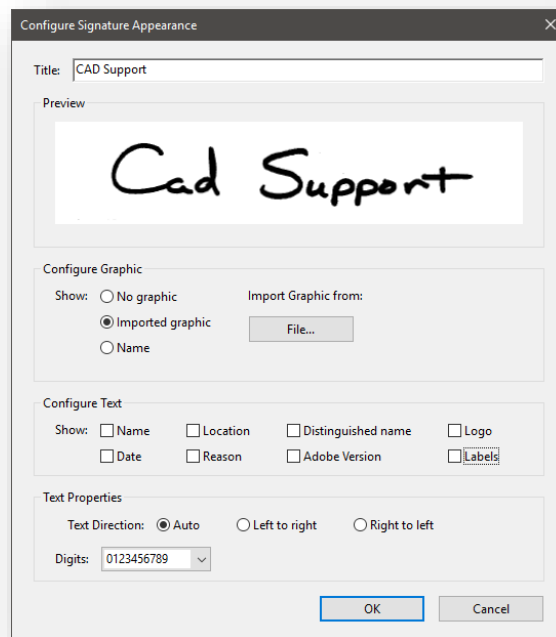 Configure Signature Appearance
Title: CAD Support
Preview
Cad Support
Configure Graphic
Show: No graphic Import Graphic from:
Imported graphic File...
Name
Configure Text
Show: Name Location Distinguished name Logo
Date Reason Adobe Version Labels
Text Properties
Text Direction: Auto Left to right Right to left
Digits: 0123456789
OK Cancel